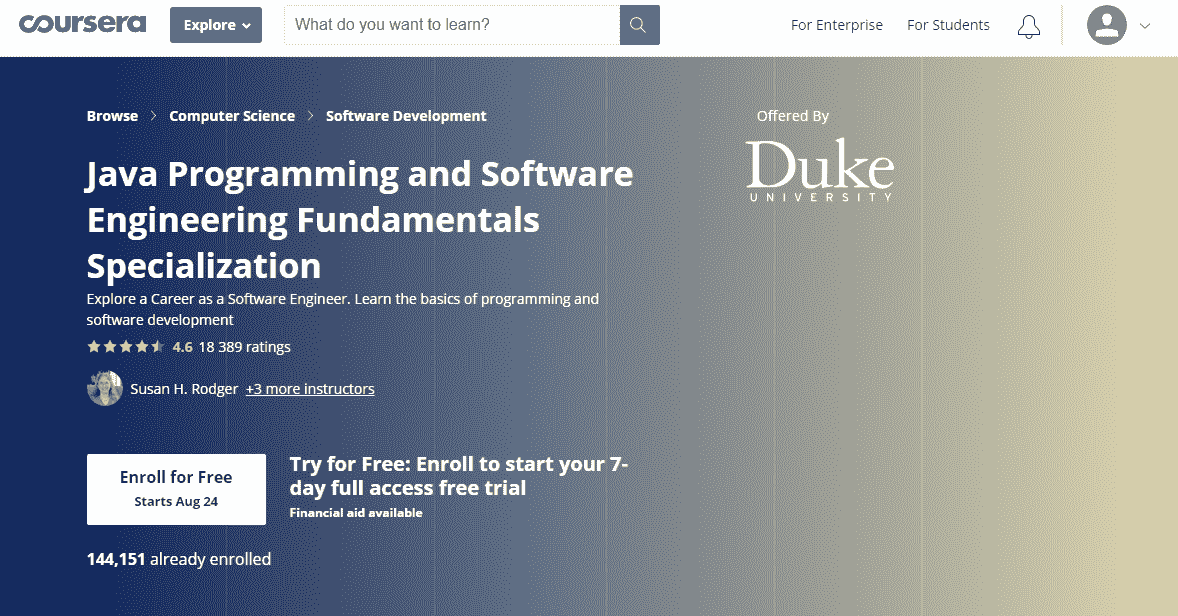 coursera Explore What do you want to learn? For Enterprise For Students
Browse > Computer Science > Software Development
Offered By
Duke
UNIVERSITY
Java Programming and Software
Engineering Fundamentals
Specialization
Explore a Career as a Software Engineer. Learn the basics of programming and
software development
4.6 18 389 ratings
Susan H. Rodger +3 more instructors
Enroll for Free
Starts Aug 24
Try for Free: Enroll to start your 7-
day full access free trial
Financial aid available
144,151 already enrolled